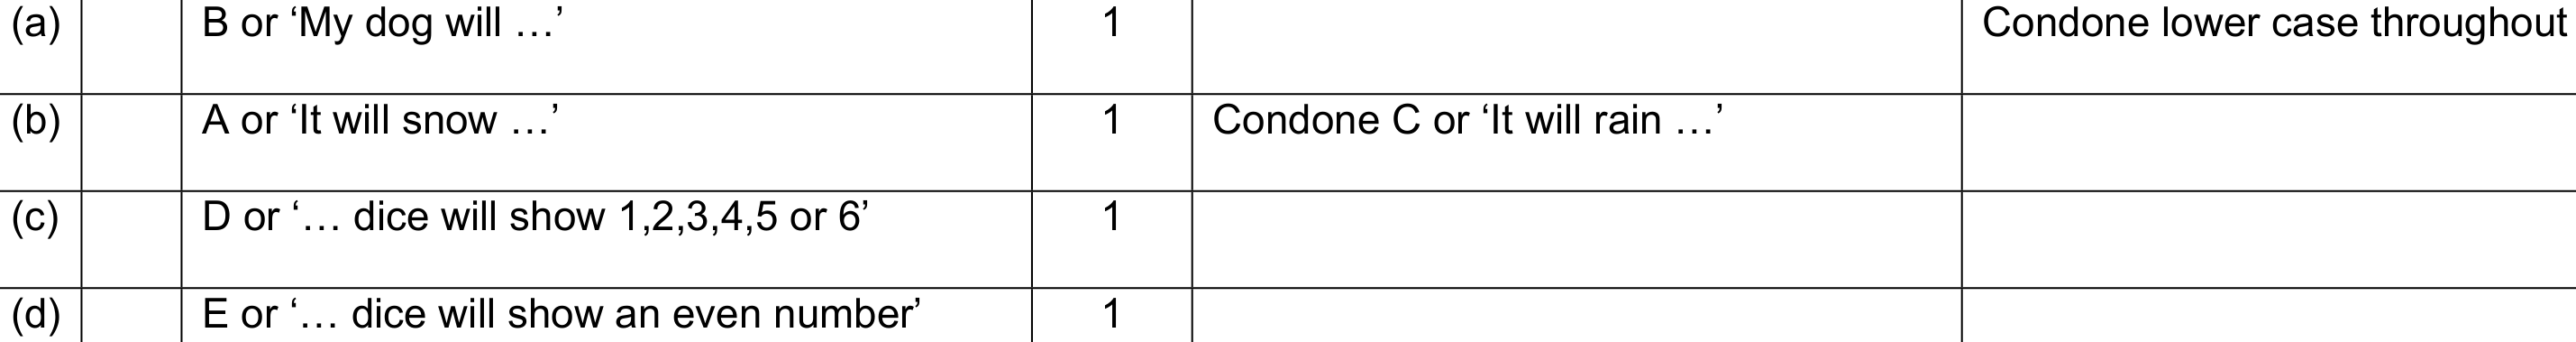 (a) B or ‘My dog will …’ 1 Condone lower case throughout
(b) A or ‘It will snow …’ 1 Condone C or ‘It will rain …’
(c) D or ‘… dice will show 1,2,3,4,5 or 6’ 1
(d) E or ‘… dice will show an even number’ 1